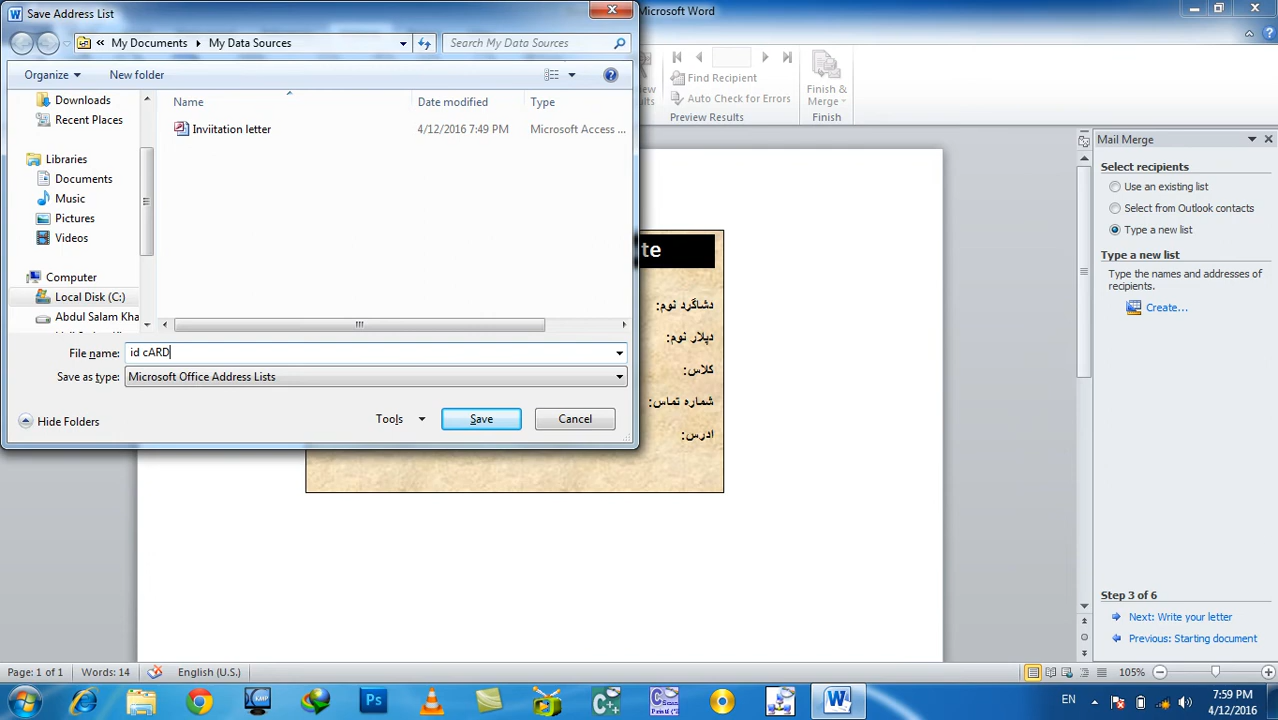 Save Address List
Microsoft Word
« My Documents My Data Sources
Search My Data Sources
Organize
New folder
Downloads
Recent Places
Libraries
Documents
Music
Pictures
Videos
Computer
Local Disk (C:)
Abdul Salam Kha
Name
Date modified
Type
Inviitation letter
4/12/2016 7:49 PM
Microsoft Access ...
File name:
id cARD
Save as type:
Microsoft Office Address Lists
Hide Folders
Tools
Save
Cancel
Find Recipient
Auto Check for Errors
Preview Results
Finish &
Merge
Finish
te
دشاگرد نوم:
دپلار نوم:
کلاس:
شماره تماس:
ادرس:
Mail Merge
Select recipients
Use an existing list
Select from Outlook contacts
Type a new list
Type a new list
Type the names and addresses of
recipients.
Create...
Step 3 of 6
Next: Write your letter
Previous: Starting document
Page: 1 of 1
Words: 14
English (U.S.)
105%
Ps
C++
EN
7:59 PM
4/12/2016